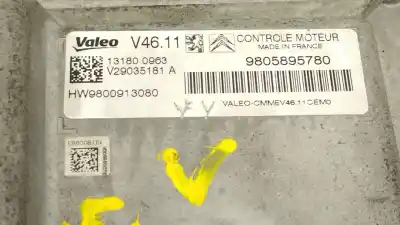 Valeo V46.11 CONTROLE MOTEUR
MADE IN FRANCE
13180 0963 9805895780
V29035181 A
HW9800913080
VALEO-CMMEV46.11OEM0
V